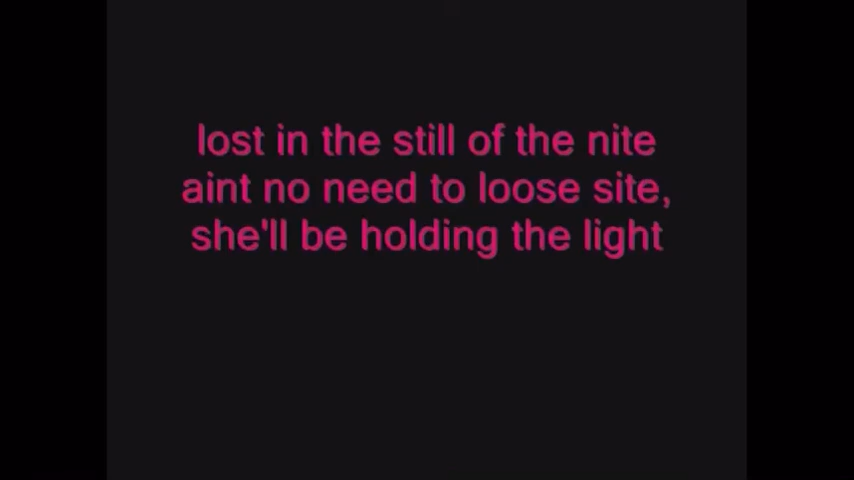 lost in the still of the nite
aint no need to loose site,
she'll be holding the light